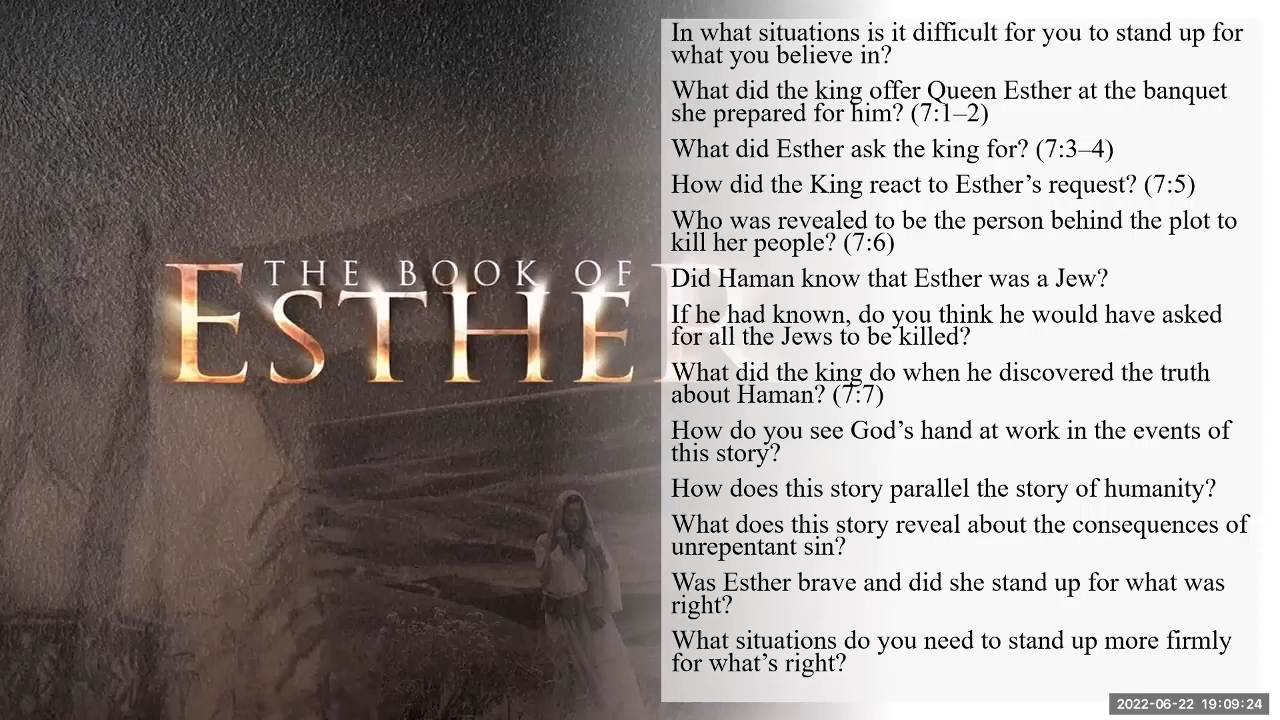 THE BOOK OF
ESTHER
In what situations is it difficult for you to stand up for
what you believe in?
What did the king offer Queen Esther at the banquet
she prepared for him? (7:1–2)
What did Esther ask the king for? (7:3–4)
How did the King react to Esther’s request? (7:5)
Who was revealed to be the person behind the plot to
kill her people? (7:6)
Did Haman know that Esther was a Jew?
If he had known, do you think he would have asked
for all the Jews to be killed?
What did the king do when he discovered the truth
about Haman? (7:7)
How do you see God’s hand at work in the events of
this story?
How does this story parallel the story of humanity?
What does this story reveal about the consequences of
unrepentant sin?
Was Esther brave and did she stand up for what was
right?
What situations do you need to stand up more firmly
for what’s right?
2022-06-22 19:09:24